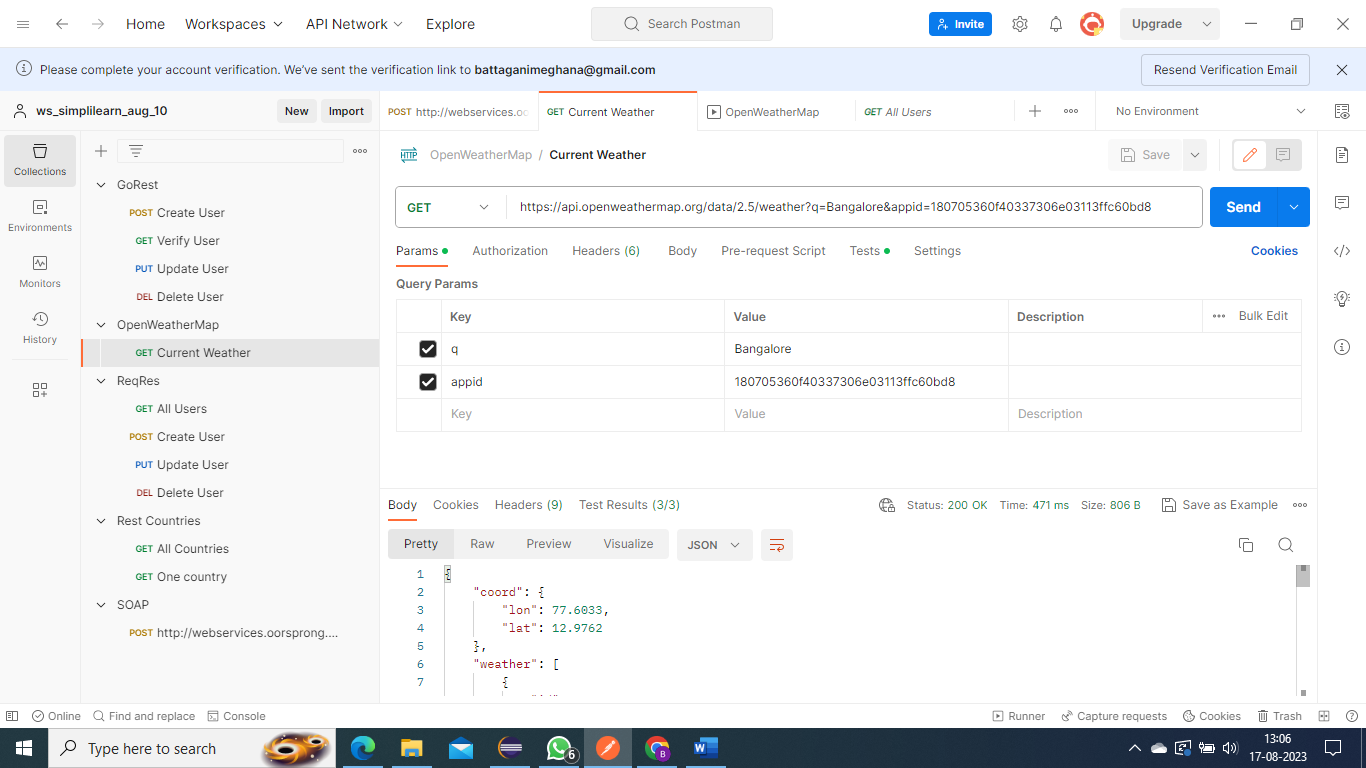 Home Workspaces API Network Explore Search Postman Invite Upgrade
Please complete your account verification. We've sent the verification link to battaganimeghana@gmail.com Resend Verification Email
ws_simplilearn_aug_10 New Import POST http://webservices.oor GET Current Weather OpenWeatherMap GET All Users No Environment
Collections
Environments
Monitors
History
GoRest
POST Create User
GET Verify User
PUT Update User
DEL Delete User
OpenWeatherMap
GET Current Weather
ReqRes
GET All Users
POST Create User
PUT Update User
DEL Delete User
Rest Countries
GET All Countries
GET One country
SOAP
POST http://webservices.oorsprong....
HTTP OpenWeatherMap / Current Weather Save
GET https://api.openweathermap.org/data/2.5/weather?q=Bangalore&appid=180705360f40337306e03113ffc60bd8 Send
Params Authorization Headers (6) Body Pre-request Script Tests Settings Cookies
Query Params
Key Value Description Bulk Edit
q Bangalore
appid 180705360f40337306e03113ffc60bd8
Key Value Description
Body Cookies Headers (9) Test Results (3/3) Status: 200 OK Time: 471 ms Size: 806 B Save as Example
Pretty Raw Preview Visualize JSON
1 {
2 "coord": {
3 "lon": 77.6033,
4 "lat": 12.9762
5 },
6 "weather": [
7 {
Online Find and replace Console Runner Capture requests Cookies Trash
Type here to search 6 B 13:06
17-08-2023